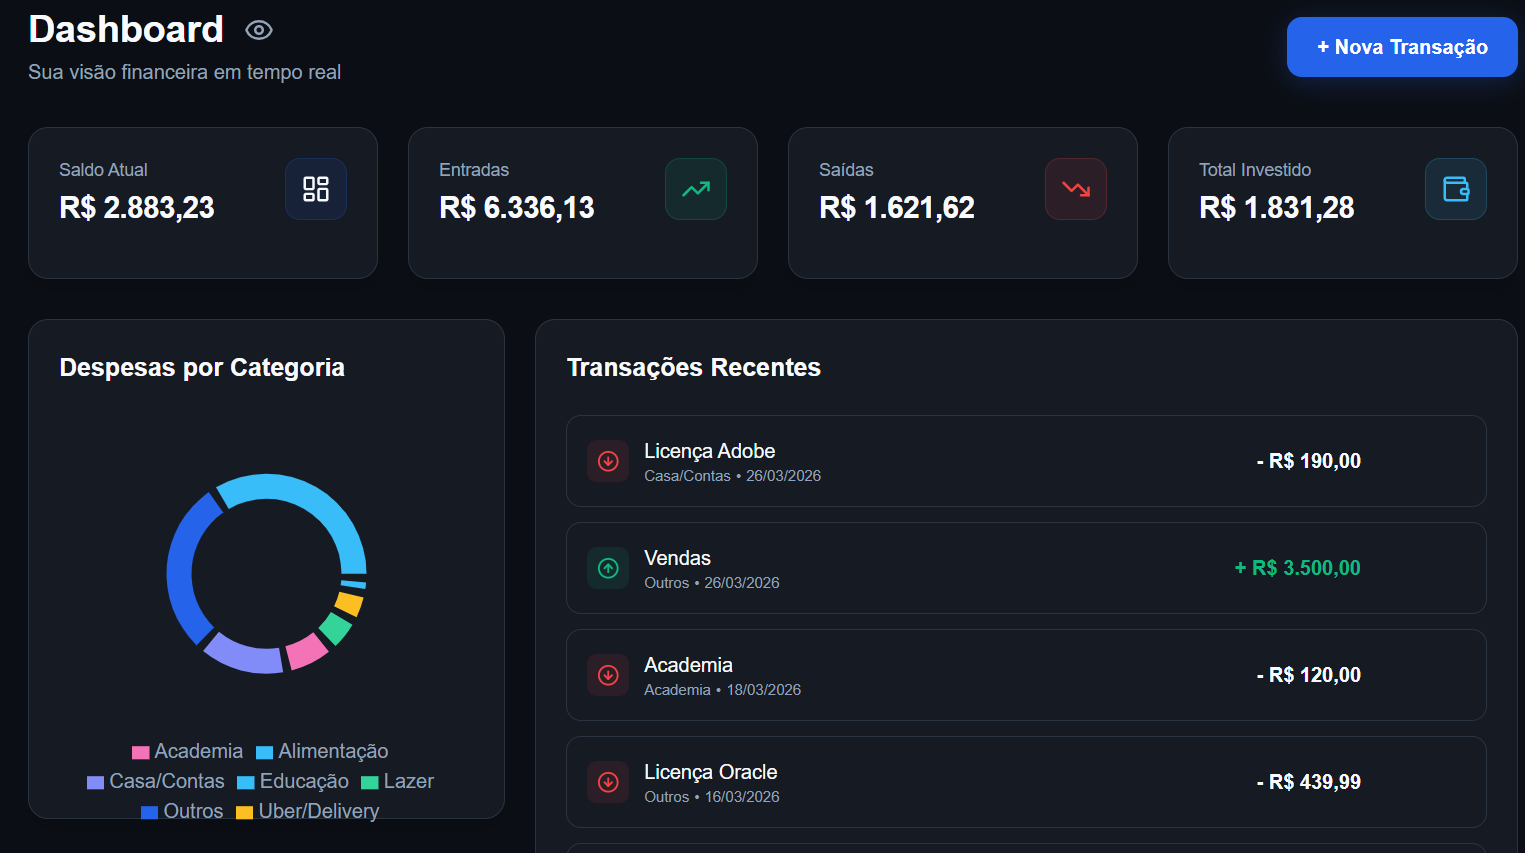 Dashboard
Sua visão financeira em tempo real
+ Nova Transação
Saldo Atual
R$ 2.883,23
Entradas
R$ 6.336,13
Saídas
R$ 1.621,62
Total Investido
R$ 1.831,28
Despesas por Categoria
Academia Alimentação
Casa/Contas Educação Lazer
Outros Uber/Delivery
Transações Recentes
Licença Adobe
Casa/Contas • 26/03/2026
- R$ 190,00
Vendas
Outros • 26/03/2026
+ R$ 3.500,00
Academia
Academia • 18/03/2026
- R$ 120,00
Licença Oracle
Outros • 16/03/2026
- R$ 439,99